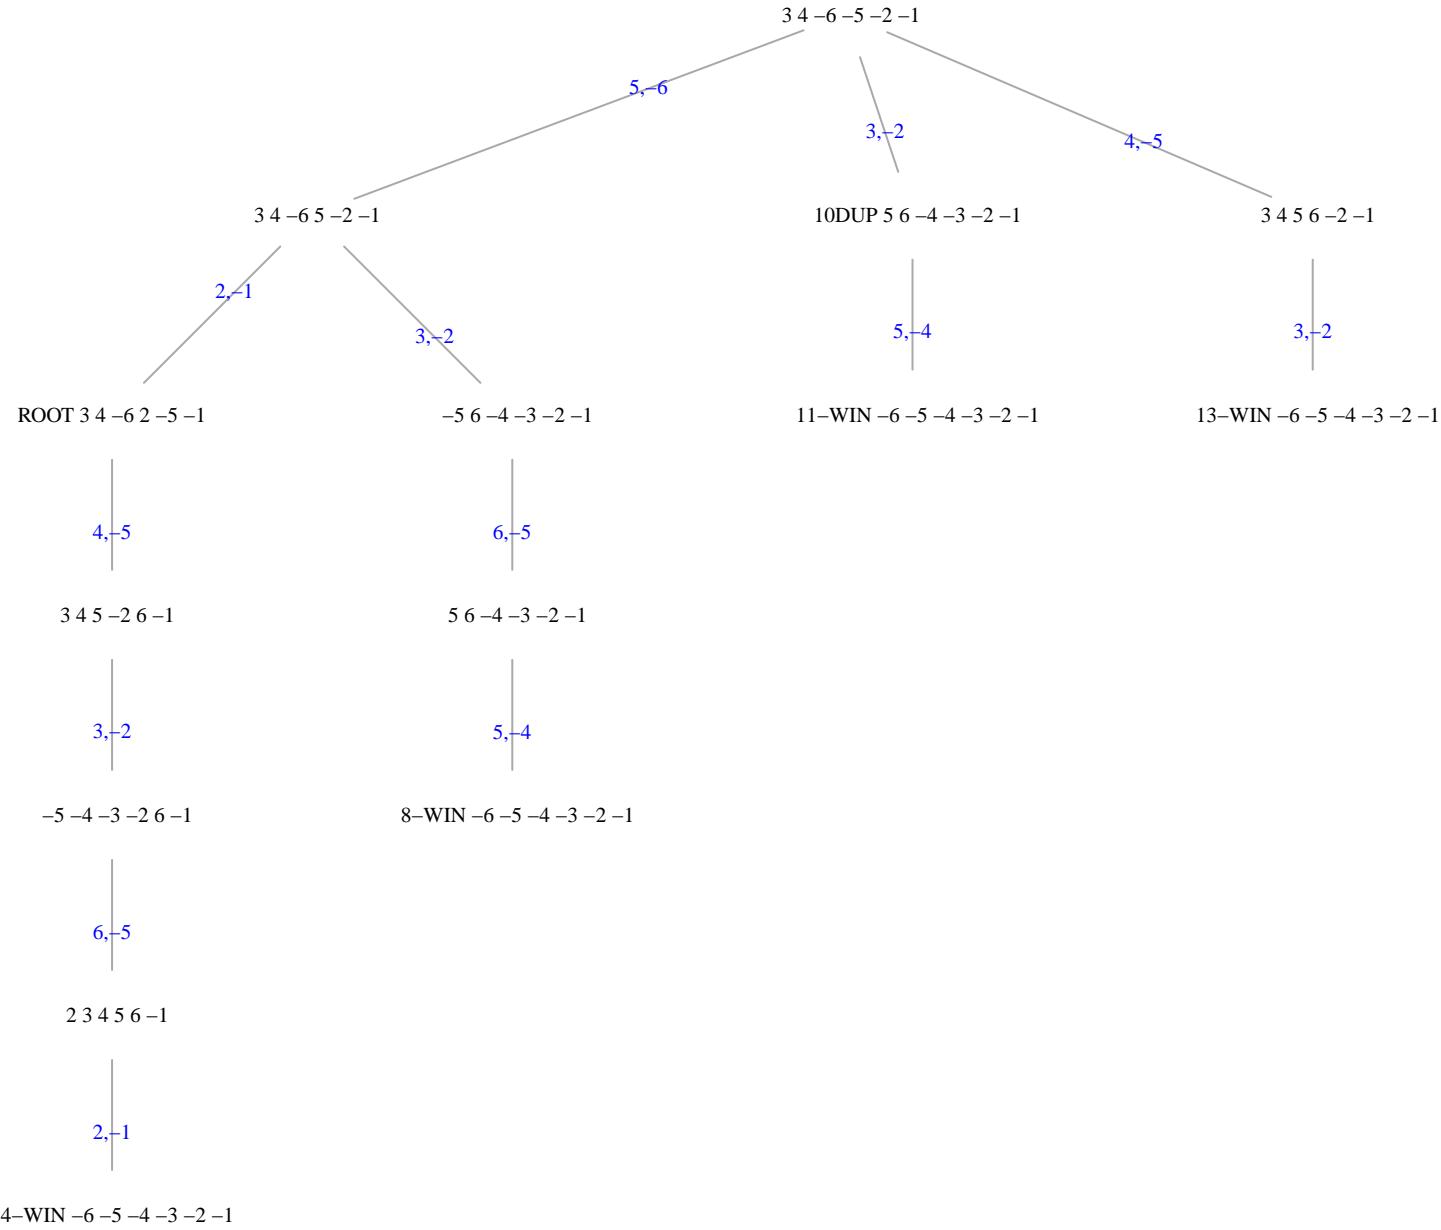 3 4 –6 –5 –2 –1
5,–6
3,–2
4,–5
3 4 –6 5 –2 –1
10DUP 5 6 –4 –3 –2 –1
3 4 5 6 –2 –1
2,–1
3,–2
5,–4
3,–2
ROOT 3 4 –6 2 –5 –1
–5 6 –4 –3 –2 –1
11–WIN –6 –5 –4 –3 –2 –1
13–WIN –6 –5 –4 –3 –2 –1
4,–5
6,–5
3 4 5 –2 6 –1
5 6 –4 –3 –2 –1
3,–2
5,–4
–5 –4 –3 –2 6 –1
8–WIN –6 –5 –4 –3 –2 –1
6,–5
2 3 4 5 6 –1
2,–1
4–WIN –6 –5 –4 –3 –2 –1